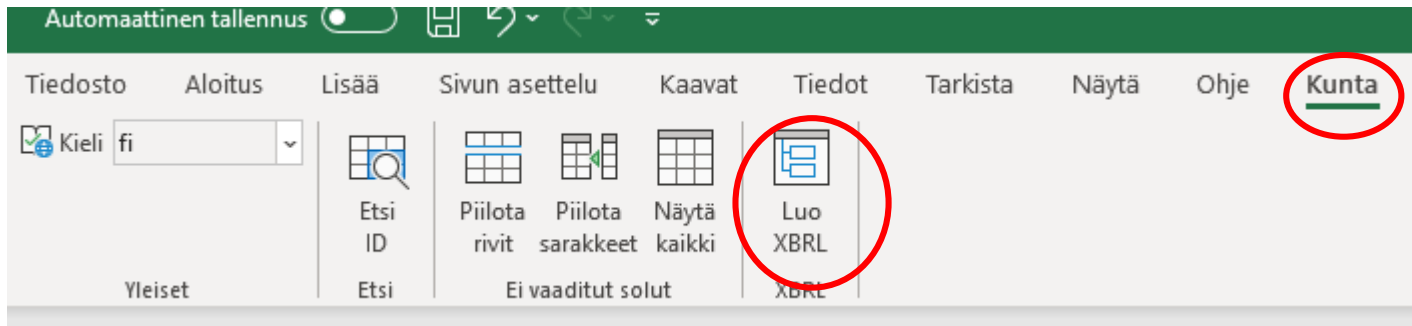 Automaattinen tallennus
Tiedosto Aloitus Lisää Sivun asettelu Kaavat Tiedot Tarkista Näytä Ohje Kunta
Kieli fi
Etsi Piilota Piilota Näytä Luo
ID rivit sarakkeet kaikki XBRL
Yleiset Etsi Ei vaaditut solut XBRL